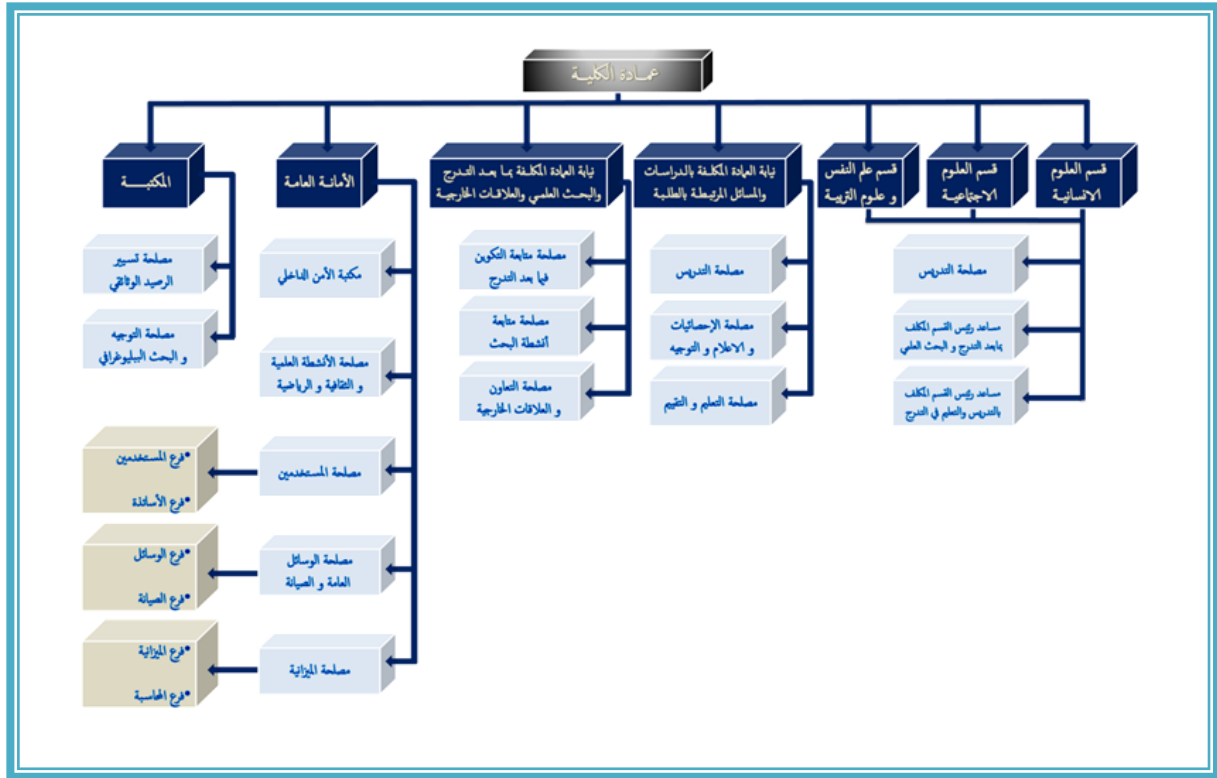 عمادة الكلية
قسم العلوم
الانسانية
قسم العلوم
الاجتماعية
قسم علم النفس
و علوم التربية
نيابة العمادة المكلفة بالدراسات
والمسائل المرتبطة بالطلبة
نيابة العمادة المكلفة بما بعد التدرج
والبحث العلمي والعلاقات الخارجية
الأمانة العامة
المكتبة
مصلحة التدريس
مساعد رئيس القسم المكلف
بمابعد التدرج و البحث العلمي
مساعد رئيس القسم المكلف
بالتدريس والتعليم في التدرج
مصلحة التدريس
مصلحة الإحصائيات
و الاعلام و التوجيه
مصلحة التعليم و التقييم
مصلحة متابعة التكوين
فيما بعد التدرج
مصلحة متابعة
أنشطة البحث
مصلحة التعاون
و العلاقات الخارجية
مكتبة الأمن الداخلي
مصلحة الأنشطة العلمية
و الثقافية و الرياضية
مصلحة المستخدمين
•فرع المستخدمين
•فرع الأساتذة
مصلحة الوسائل
العامة و الصيانة
•فرع الوسائل
•فرع الصيانة
مصلحة الميزانية
•فرع الميزانية
•فرع المحاسبة
مصلحة تسيير
الرصيد الوثائقي
مصلحة التوجيه
و البحث الببليوغرافي